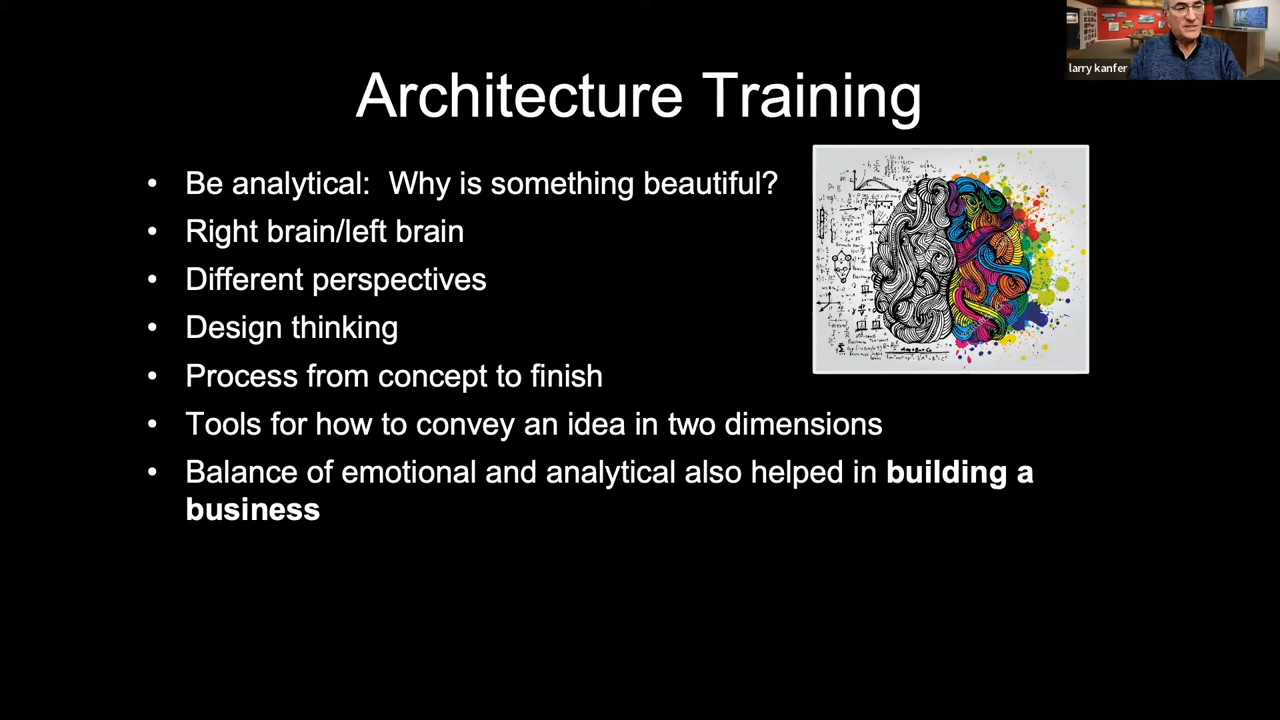 larry kanfer
Architecture Training
• Be analytical:  Why is something beautiful?
• Right brain/left brain
• Different perspectives
• Design thinking
• Process from concept to finish
• Tools for how to convey an idea in two dimensions
• Balance of emotional and analytical also helped in building a
business